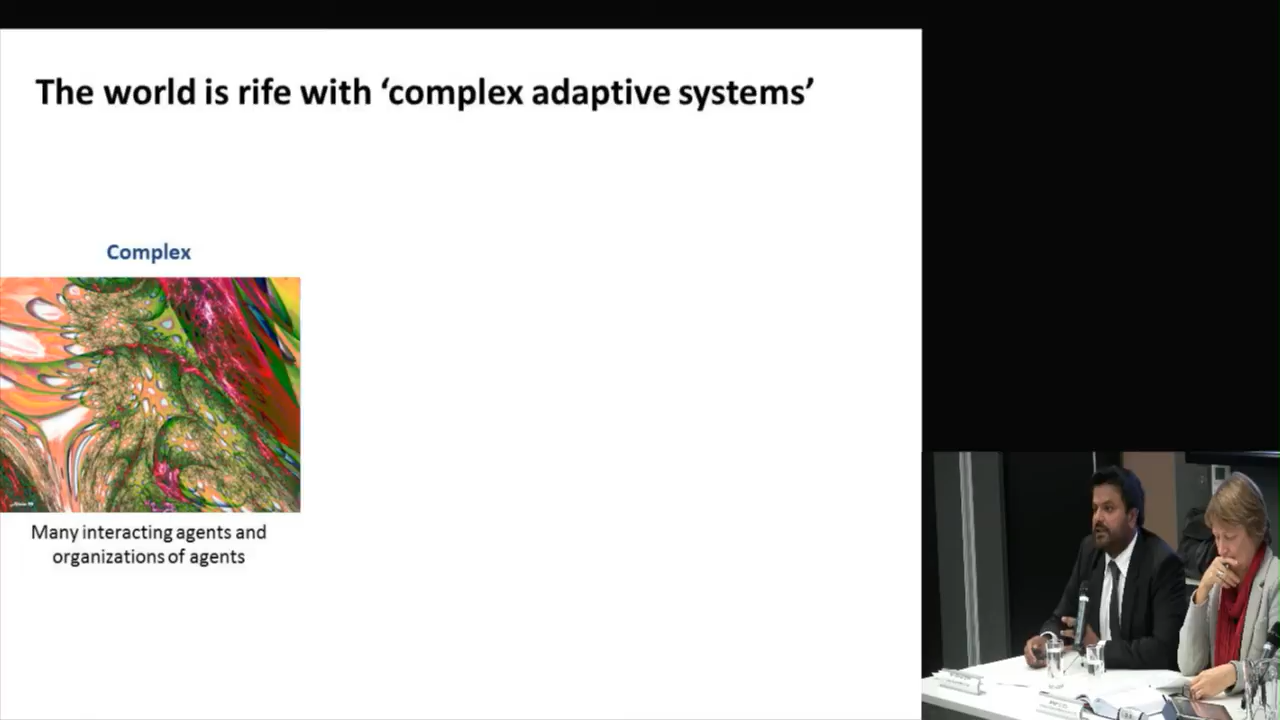 The world is rife with ‘complex adaptive systems’
Complex
Many interacting agents and
organizations of agents